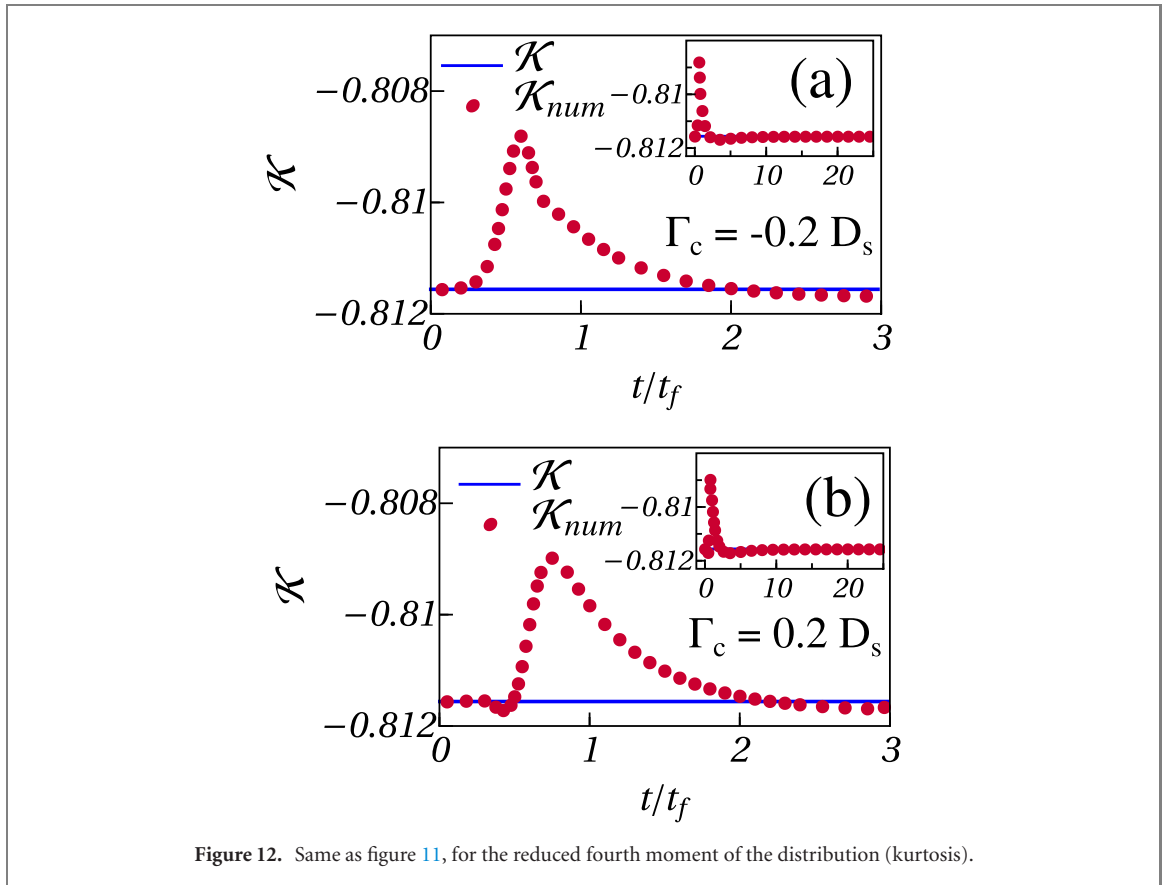 𝒦
𝒦num
(a)
−0.808
−0.81
−0.812
𝒦
−0.81
−0.812
0 10 20
Γc = -0.2 Ds
0 1 2 3
t/tf
𝒦
𝒦num
(b)
−0.808
−0.81
−0.812
𝒦
−0.81
−0.812
0 10 20
Γc = 0.2 Ds
0 1 2 3
t/tf
Figure 12. Same as figure 11, for the reduced fourth moment of the distribution (kurtosis).